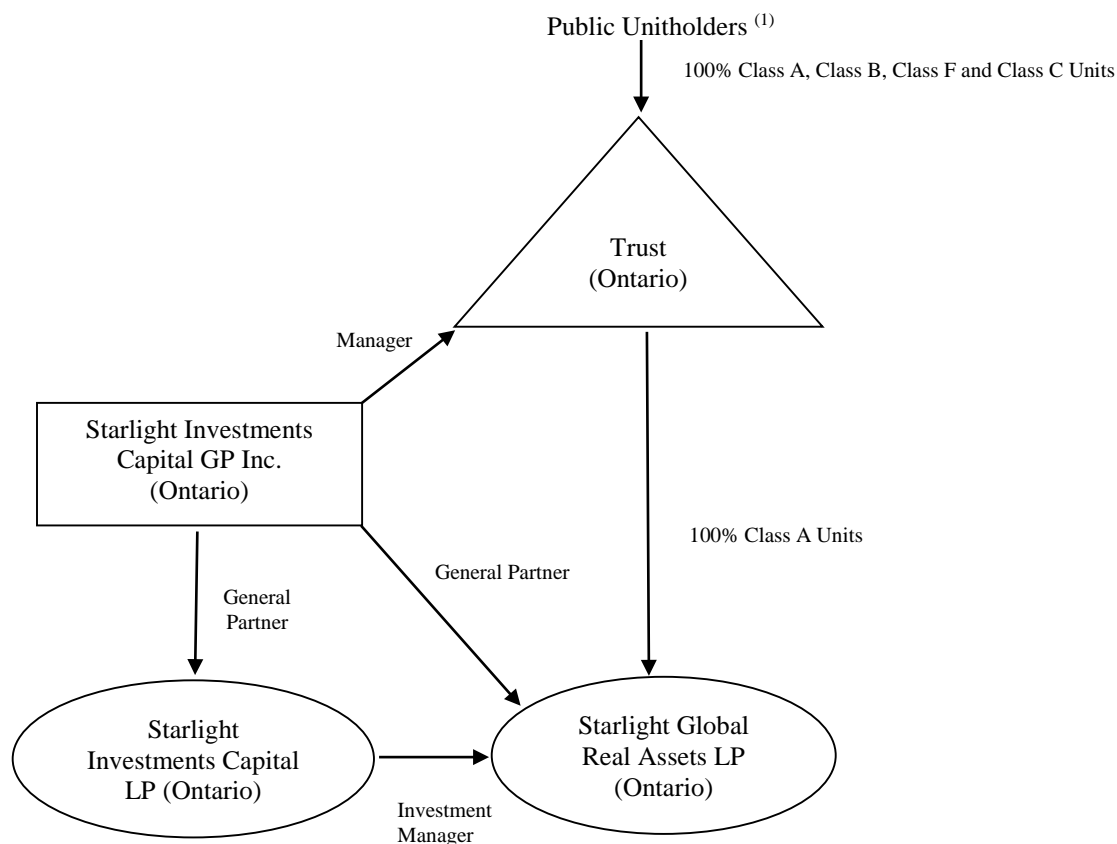 Public Unitholders (1)
100% Class A, Class B, Class F and Class C Units
Trust
(Ontario)
Manager
Starlight Investments
Capital GP Inc.
(Ontario)
100% Class A Units
General Partner
General
Partner
Starlight
Investments Capital
LP (Ontario)
Starlight Global
Real Assets LP
(Ontario)
Investment
Manager